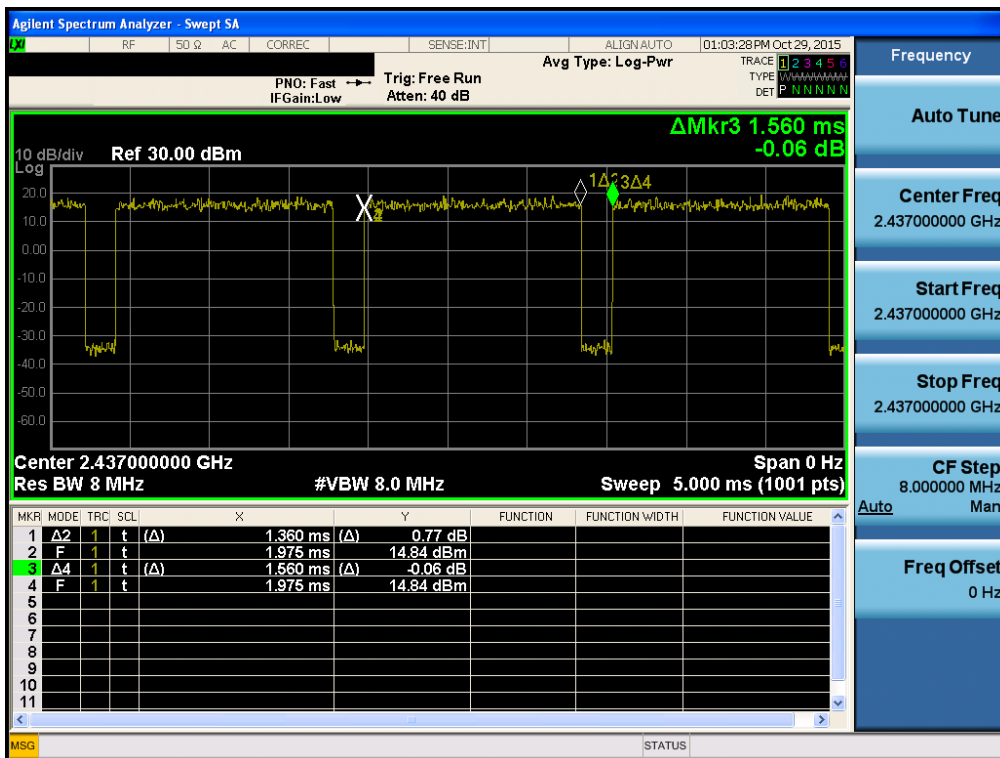 Agilent Spectrum Analyzer - Swept SA
LXI RF 50 Ω AC CORREC SENSE:INT ALIGN AUTO 01:03:28 PM Oct 29, 2015
PNO: Fast Trig: Free Run Avg Type: Log-Pwr TRACE 1 2 3 4 5 6
IFGain:Low Atten: 40 dB TYPE WWWWWW
DET P N N N N N
ΔMkr3 1.560 ms
-0.06 dB
10 dB/div Ref 30.00 dBm
Log
20.0
10.0
0.00
-10.0
-20.0
-30.0
-40.0
-50.0
-60.0
1Δ2 3Δ4
Center 2.437000000 GHz Span 0 Hz
Res BW 8 MHz #VBW 8.0 MHz Sweep 5.000 ms (1001 pts)
MKR MODE TRC SCL X Y FUNCTION FUNCTION WIDTH FUNCTION VALUE
1 Δ2 1 t (Δ) 1.360 ms (Δ) 0.77 dB
2 F 1 t 1.975 ms 14.84 dBm
3 Δ4 1 t (Δ) 1.560 ms (Δ) -0.06 dB
4 F 1 t 1.975 ms 14.84 dBm
5
6
7
8
9
10
11
MSG STATUS
Frequency
Auto Tune
Center Freq
2.437000000 GHz
Start Freq
2.437000000 GHz
Stop Freq
2.437000000 GHz
CF Step
8.000000 MHz
Auto Man
Freq Offset
0 Hz